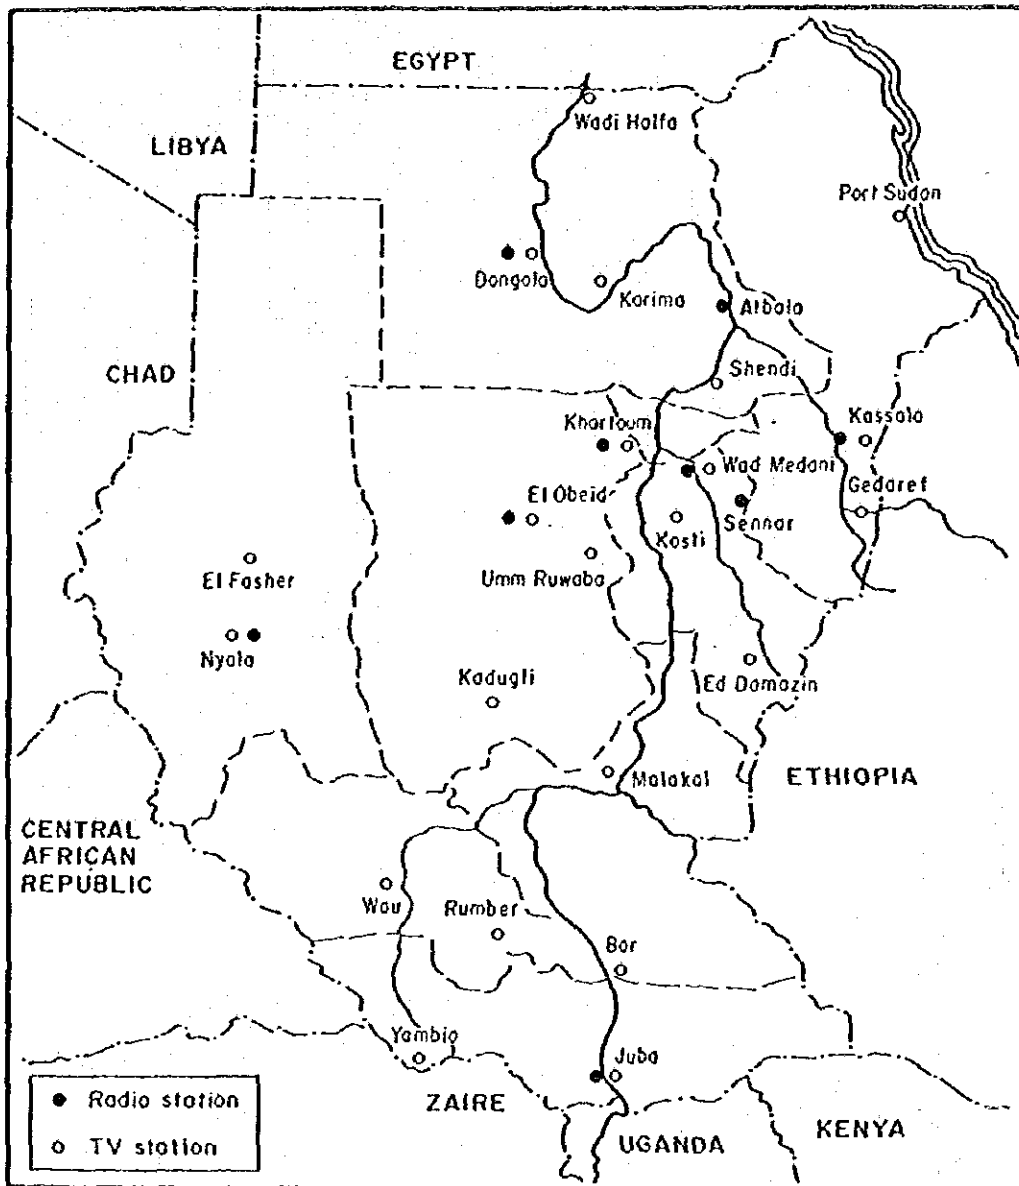 EGYPT
Wadi Halfa
LIBYA
Port Sudan
Dongola
Karima
Atbala
CHAD
Shendi
Khartoum
Kassala
Wad Medani
El Obeid
Gedaref
Sennar
Kosti
Umm Ruwaba
El Fasher
Nyala
Kadugli
Ed Damazin
Malakal
ETHIOPIA
CENTRAL
AFRICAN
REPUBLIC
Wau
Rumber
Bor
Yambio
Juba
Radio station
TV station
ZAIRE
UGANDA
KENYA